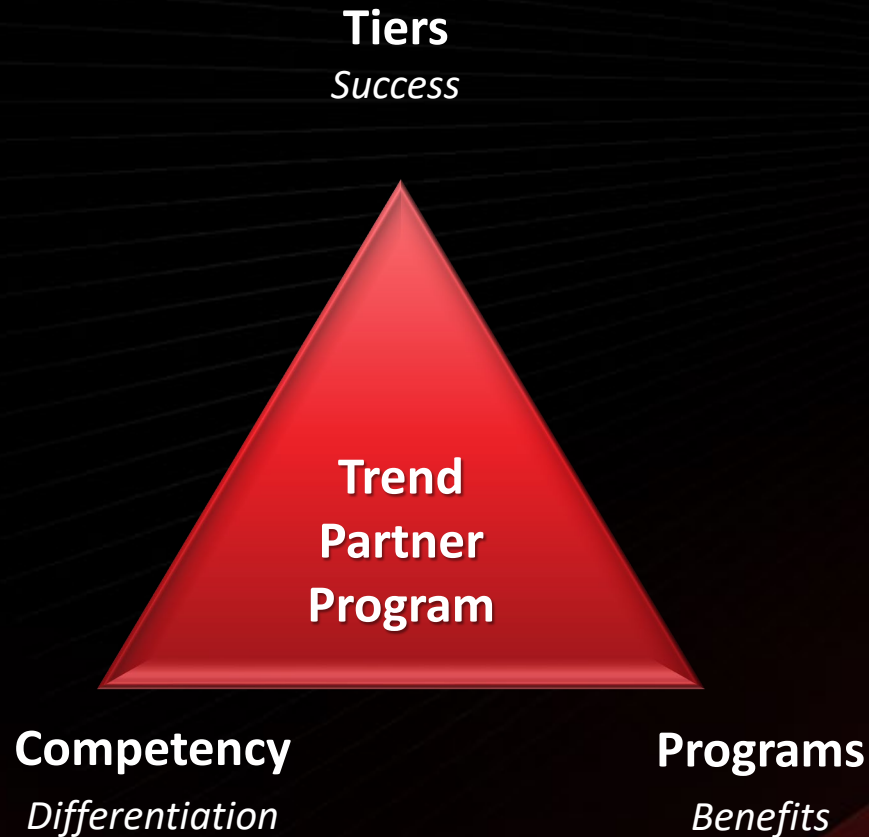 Tiers
Success
Trend
Partner
Program
Competency
Differentiation
Programs
Benefits